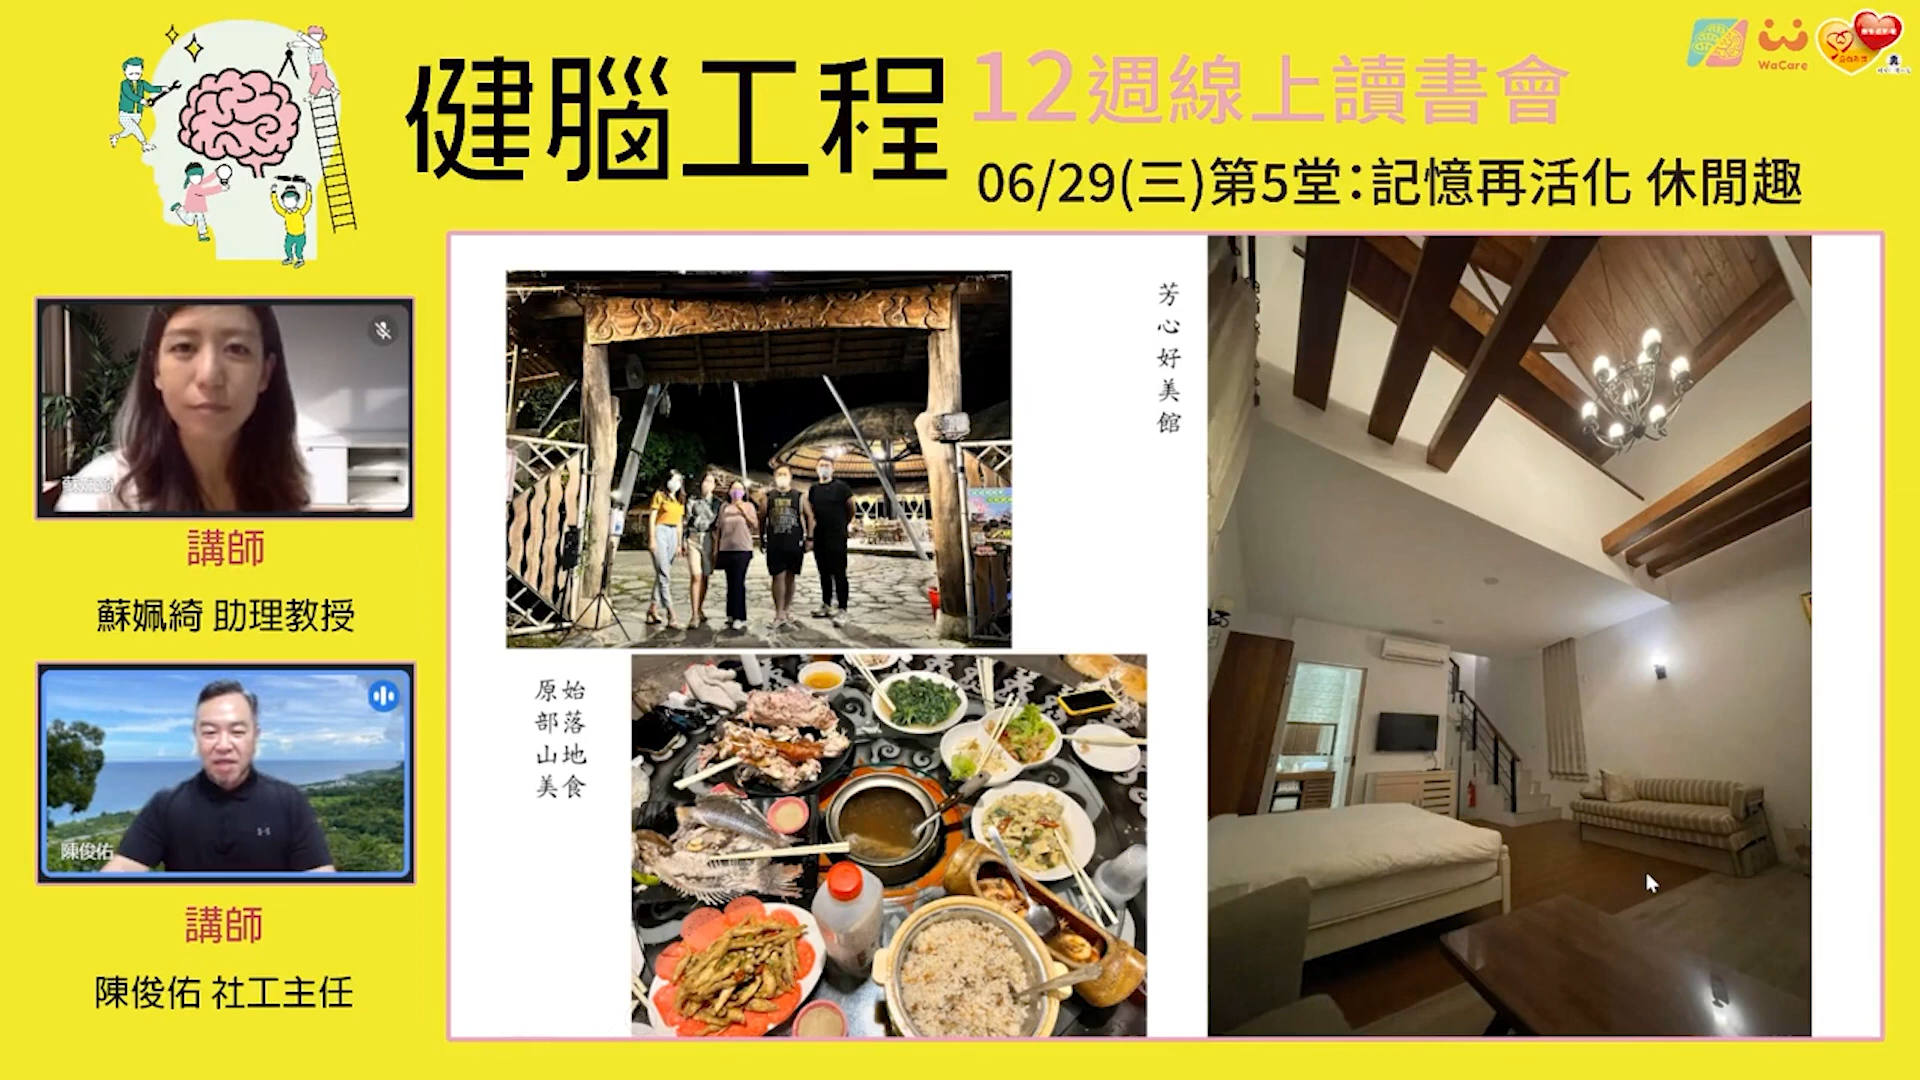 健腦工程
12週線上讀書會
06/29(三)第5堂：記憶再活化 休閒趣
WaCare
講師
蘇姵綺 助理教授
陳俊佑
講師
陳俊佑 社工主任
芳心好美館
原始部落山地美食